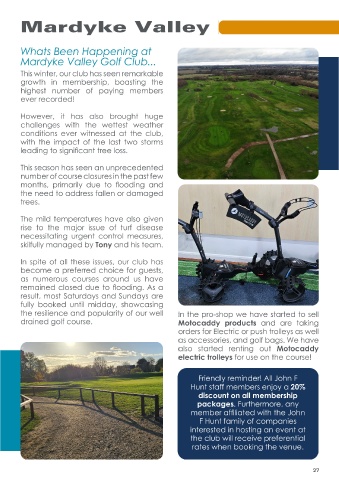 Mardyke Valley
Whats Been Happening at
Mardyke Valley Golf Club...
This winter, our club has seen remarkable
growth in membership, boasting the
highest number of paying members
ever recorded!
However, it has also brought huge
challenges with the wettest weather
conditions ever witnessed at the club,
with the impact of the last two storms
leading to significant tree loss.
This season has seen an unprecedented
number of course closures in the past few
months, primarily due to flooding and
the need to address fallen or damaged
trees.
The mild temperatures have also given
rise to the major issue of turf disease
necessitating urgent control measures,
skilfully managed by Tony and his team.
In spite of all these issues, our club has
become a preferred choice for guests,
as numerous courses around us have
remained closed due to flooding. As a
result, most Saturdays and Sundays are
fully booked until midday, showcasing
the resilience and popularity of our well
drained golf course.
In the pro-shop we have started to sell
Motocaddy products and are taking
orders for Electric or push trolleys as well
as accessories, and golf bags. We have
also started renting out Motocaddy
electric trolleys for use on the course!
Friendly reminder! All John F
Hunt staff members enjoy a 20%
discount on all membership
packages. Furthermore, any
member affiliated with the John
F Hunt family of companies
interested in hosting an event at
the club will receive preferential
rates when booking the venue.
27